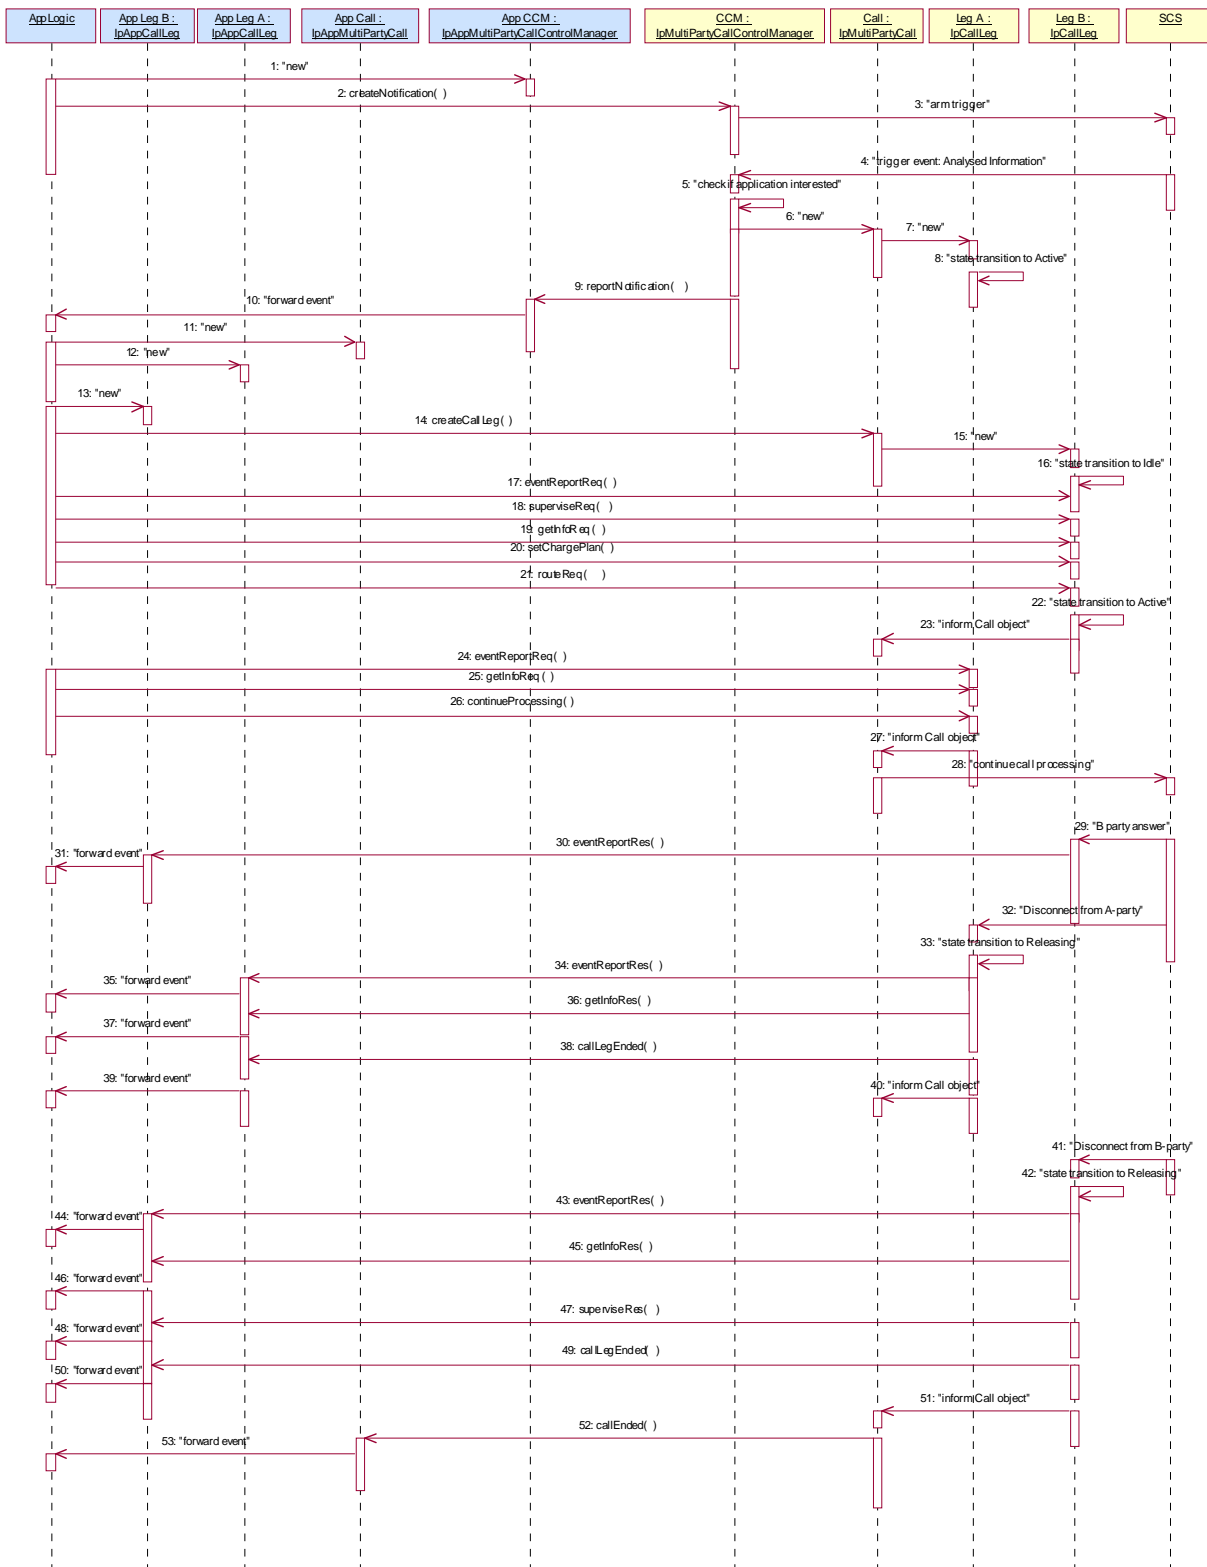 AppLogic
App Leg B :
IpAppCallLeg
App Leg A :
IpAppCallLeg
App Call :
IpAppMultiPartyCall
App CCM :
IpAppMultiPartyCallControlManager
CCM :
IpMultiPartyCallControlManager
Call :
IpMultiPartyCall
Leg A :
IpCallLeg
Leg B :
IpCallLeg
SCS
1: "new"
2: createNotification( )
3: "arm trigger"
4: "trigger event: Analysed Information"
5: "check if application interested"
6: "new"
7: "new"
8: "state transition to Active"
9: reportNotification( )
10: "forward event"
11: "new"
12: "new"
13: "new"
14: createCallLeg( )
15: "new"
16: "state transition to Idle"
17: eventReportReq( )
18: superviseReq( )
19: getInfoReq( )
20: setChargePlan( )
21: routeReq( )
22: "state transition to Active"
23: "inform Call object"
24: eventReportReq( )
25: getInfoReq( )
26: continueProcessing( )
27: "inform Call object"
28: "continue call processing"
29: "B party answer"
30: eventReportRes( )
31: "forward event"
32: "Disconnect from A-party"
33: "state transition to Releasing"
34: eventReportRes( )
35: "forward event"
36: getInfoRes( )
37: "forward event"
38: callLegEnded( )
39: "forward event"
40: "inform Call object"
41: "Disconnect from B-party"
42: "state transition to Releasing"
43: eventReportRes( )
44: "forward event"
45: getInfoRes( )
46: "forward event"
47: superviseRes( )
48: "forward event"
49: callLegEnded( )
50: "forward event"
51: "inform Call object"
52: callEnded( )
53: "forward event"